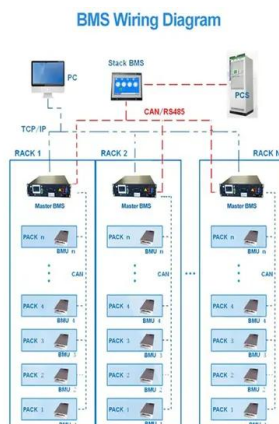 BMS Wiring Diagram
Stack BMS
PC
PCS
CAN/RS485
TCP/IP
RACK 1
RACK 2
RACK N
Master BMS
Master BMS
Master BMS
PACK n
PACK n
PACK n
BMU n
BMU n
BMU n
CAN
CAN
CAN
PACK 4
PACK 4
PACK 4
BMU 4
BMU 4
BMU 4
PACK 3
PACK 3
PACK 3
BMU 3
BMU 3
BMU 3
PACK 2
PACK 2
PACK 2
BMU 2
BMU 2
BMU 2
PACK 1
PACK 1
PACK 1